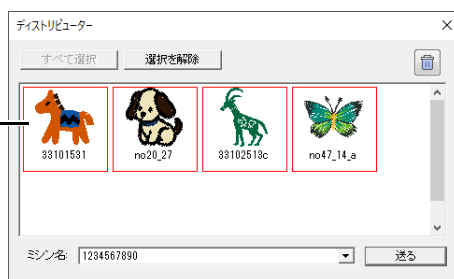 ディストリビューター
すべて選択 選択を解除
33101531 no20_27 33102513c no47_14_a
ミシン名: 1234567890 送る